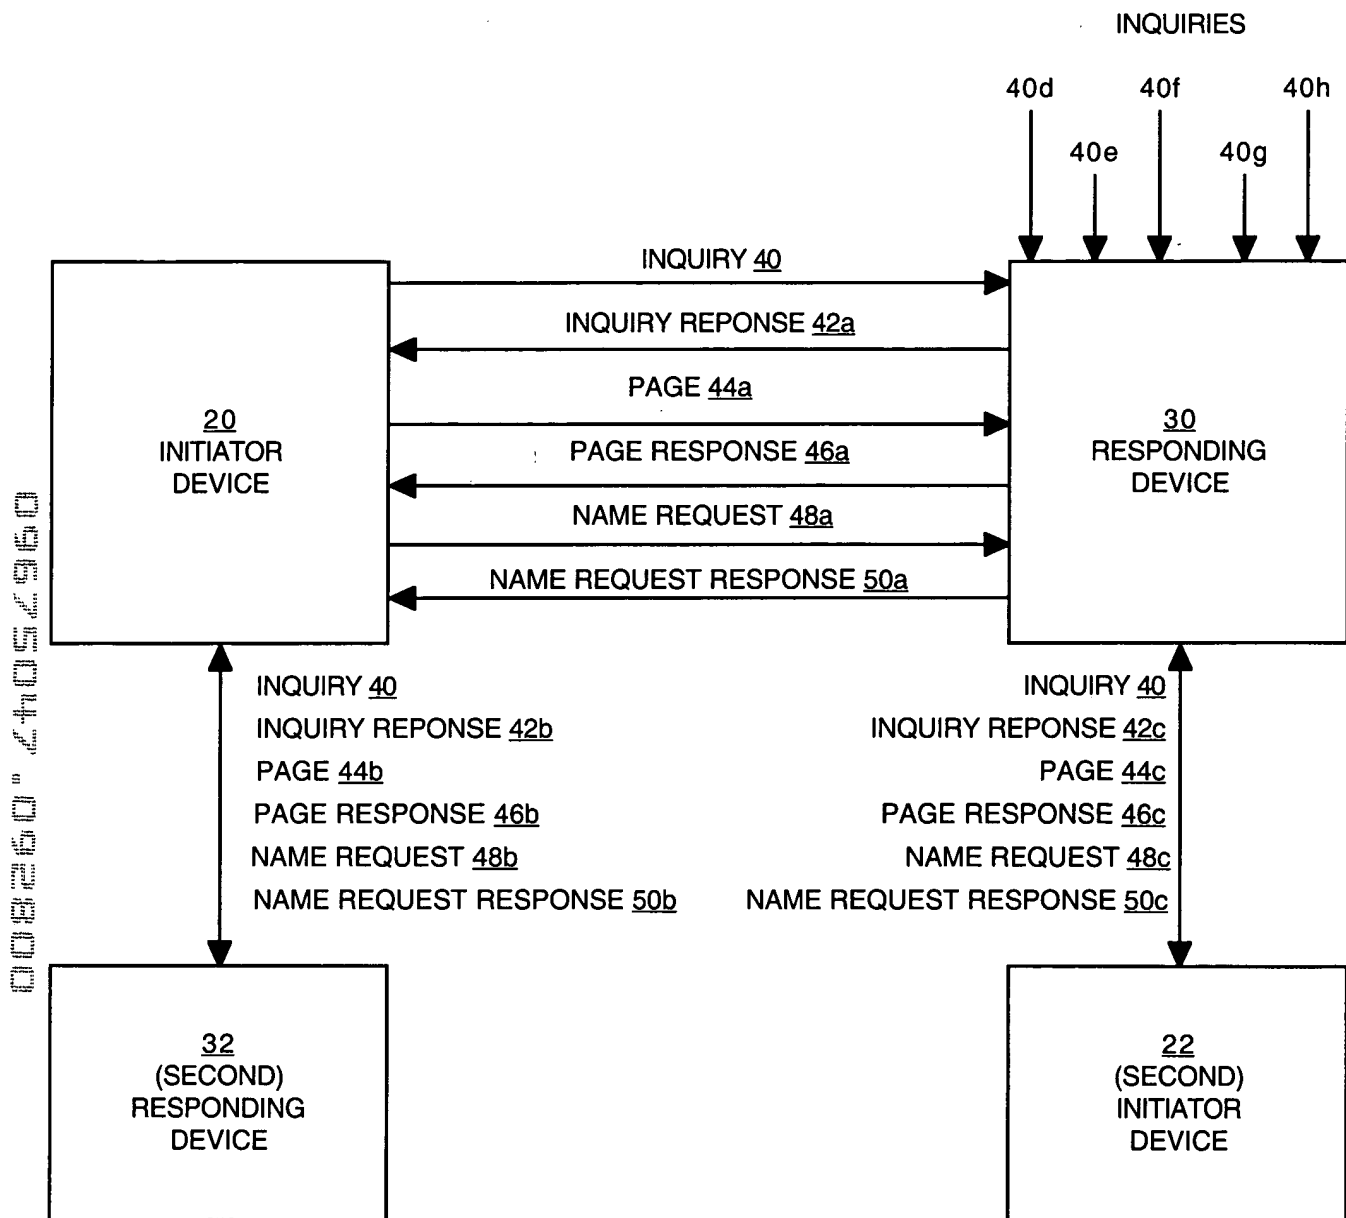 INQUIRIES
40d 40f 40h
40e 40g
INQUIRY 40
INQUIRY REPONSE 42a
PAGE 44a
PAGE RESPONSE 46a
NAME REQUEST 48a
NAME REQUEST RESPONSE 50a
20
INITIATOR
DEVICE
30
RESPONDING
DEVICE
INQUIRY 40
INQUIRY REPONSE 42b
PAGE 44b
PAGE RESPONSE 46b
NAME REQUEST 48b
NAME REQUEST RESPONSE 50b
INQUIRY 40
INQUIRY REPONSE 42c
PAGE 44c
PAGE RESPONSE 46c
NAME REQUEST 48c
NAME REQUEST RESPONSE 50c
32
(SECOND)
RESPONDING
DEVICE
22
(SECOND)
INITIATOR
DEVICE